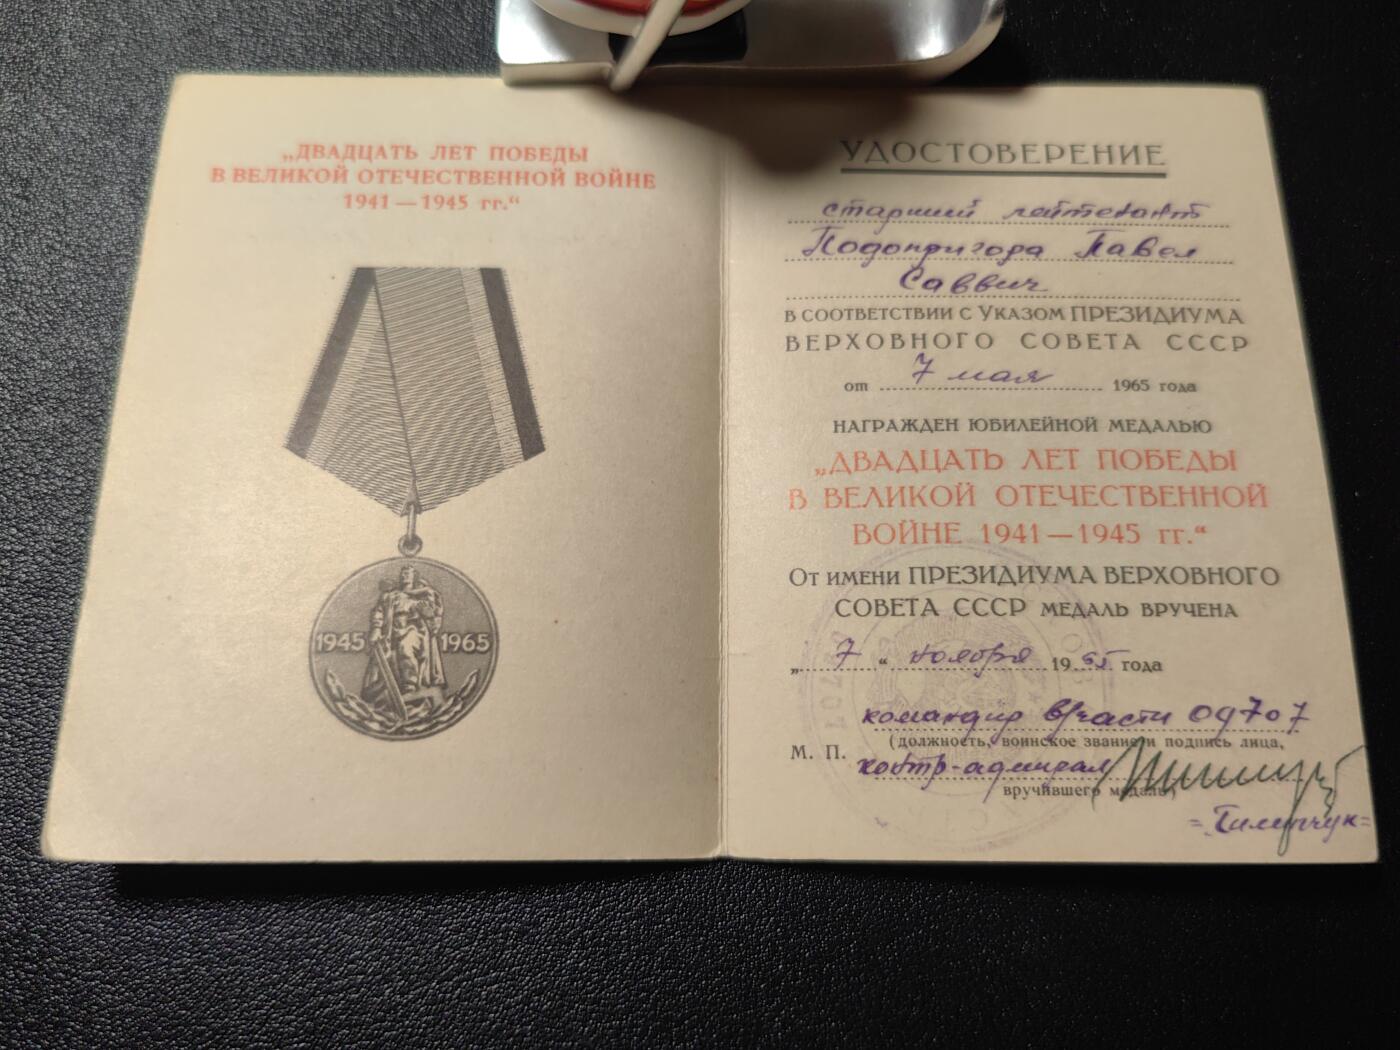 „ДВАДЦАТЬ ЛЕТ ПОБЕДЫ
В ВЕЛИКОЙ ОТЕЧЕСТВЕННОЙ ВОЙНЕ
1941—1945 гг.“
1945 1965
УДОСТОВЕРЕНИЕ
старший лейтенант
Подопригора Павел
Саввич
В СООТВЕТСТВИИ С УКАЗОМ ПРЕЗИДИУМА
ВЕРХОВНОГО СОВЕТА СССР
от 7 мая 1965 года
НАГРАЖДЕН ЮБИЛЕЙНОЙ МЕДАЛЬЮ
„ДВАДЦАТЬ ЛЕТ ПОБЕДЫ
В ВЕЛИКОЙ ОТЕЧЕСТВЕННОЙ
ВОЙНЕ 1941—1945 гг.“
ОТ ИМЕНИ ПРЕЗИДИУМА ВЕРХОВНОГО
СОВЕТА СССР МЕДАЛЬ ВРУЧЕНА
„ 7 “ ноября 1965 года
командир в/части 09707
М. П. (должность, воинское звание и подпись лица,
контр-адмирал
вручившего медаль)